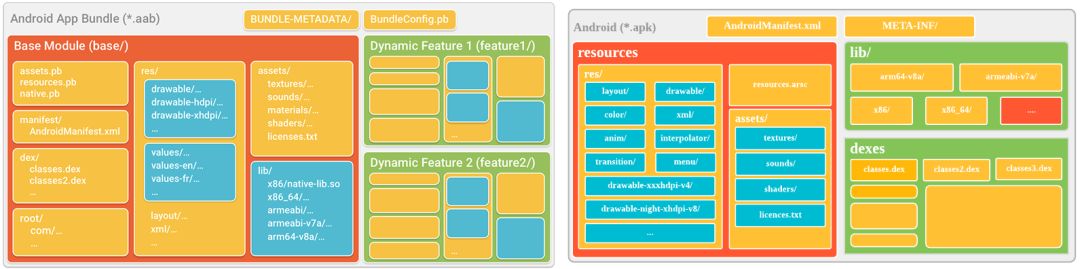 Android App Bundle (*.aab)
BUNDLE-METADATA/
BundleConfig.pb
Base Module (base/)
assets.pb
resources.pb
native.pb
manifest/
AndroidManifest.xml
dex/
classes.dex
classes2.dex
...
root/
com/...
...
res/
drawable/...
drawable-hdpi/...
drawable-xhdpi/...
...
values/...
values-en/...
values-fr/...
...
layout/...
xml/...
...
assets/
textures/...
sounds/...
materials/...
shaders/...
licenses.txt
lib/
x86/native-lib.so
x86_64/...
armeabi/...
armeabi-v7a/...
arm64-v8a/...
Dynamic Feature 1 (feature1/)
...
Dynamic Feature 2 (feature2/)
...
Android (*.apk)
AndroidManifest.xml
META-INF/
resources
res/
layout/
drawable/
color/
xml/
anim/
interpolator/
transition/
menu/
drawable-xxxhdpi-v4/
drawable-night-xhdpi-v8/
...
resources.arsc
assets/
textures/
sounds/
shaders/
licences.txt
lib/
arm64-v8a/
armeabi-v7a/
x86/
x86_64/
....
dexes
classes.dex
classes2.dex
classes3.dex